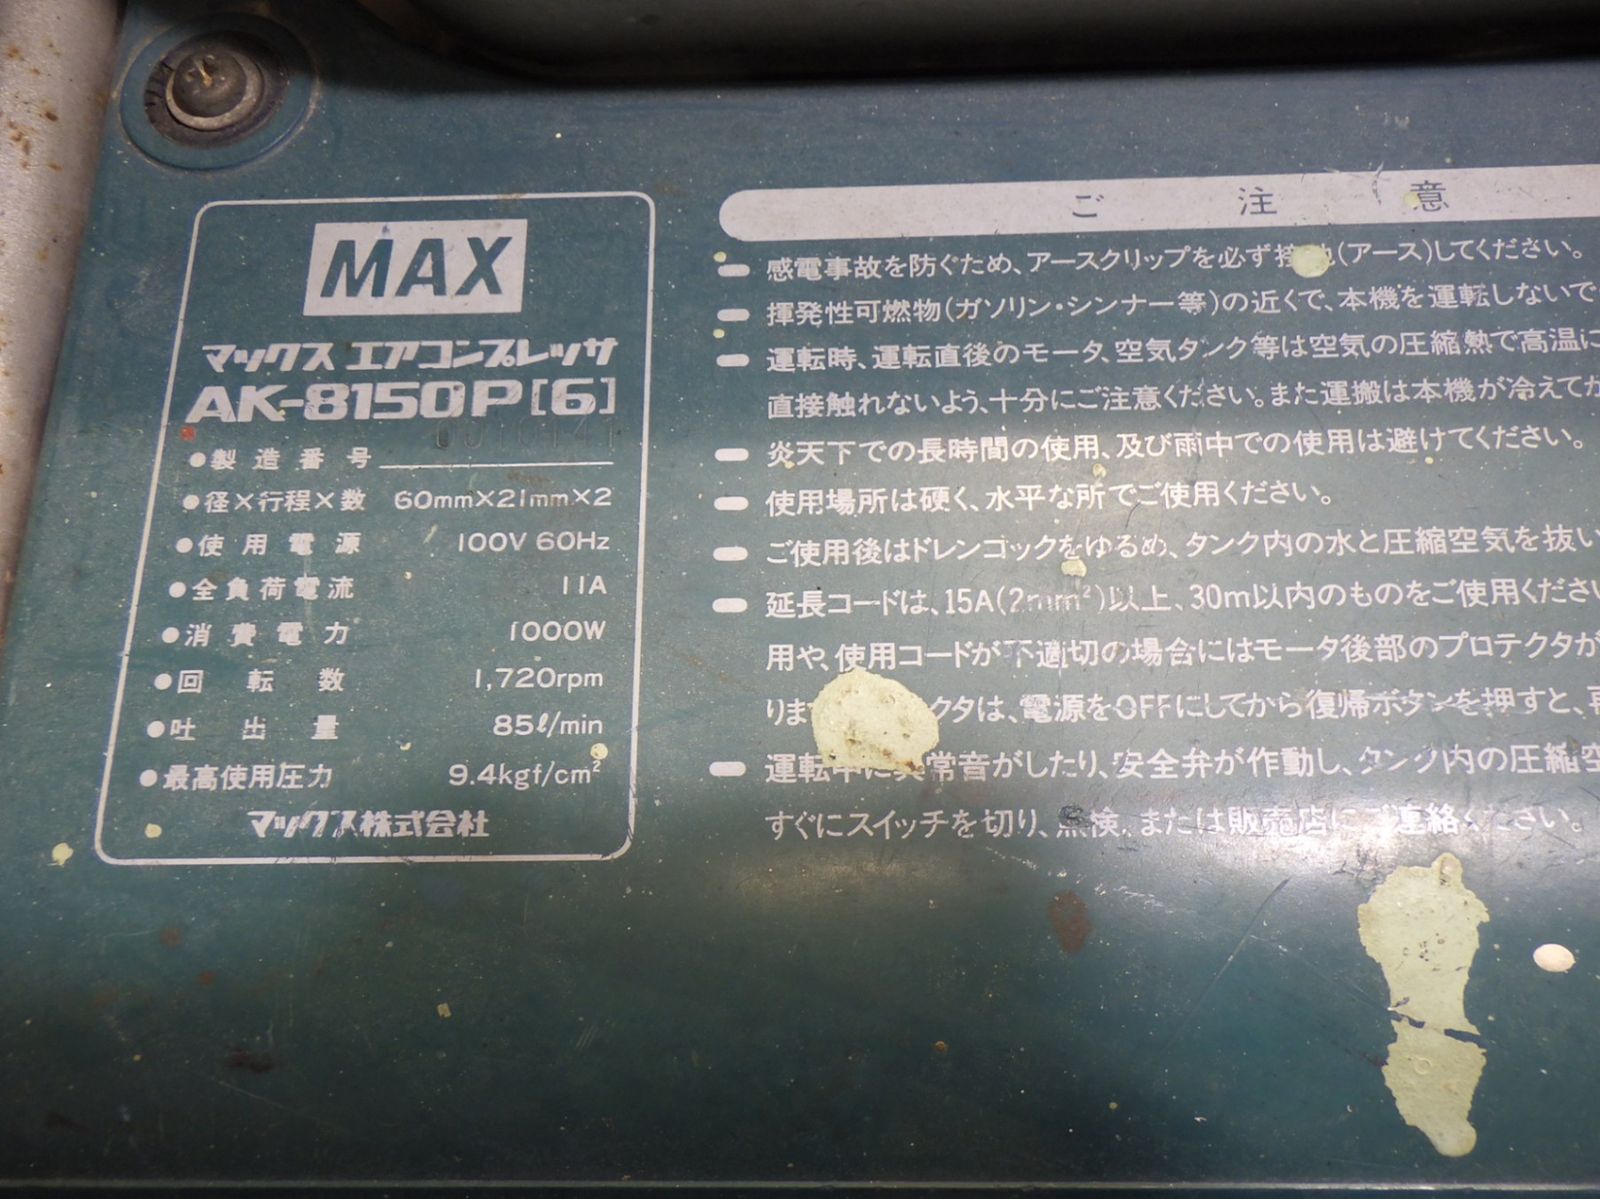 MAX
マックス エアコンプレッサ
AK-8150P[6]
●製造番号
●径×行程×数 60mm×21mm×2
●使用電源 100V 60Hz
●全負荷電流 11A
●消費電力 1000W
●回転数 1,720rpm
●吐出量 85ℓ/min
●最高使用圧力 9.4kgf/cm²
マックス株式会社
ご注意
感電事故を防ぐため、アースクリップを必ず接地(アース)してください。
揮発性可燃物(ガソリン・シンナー等)の近くで、本機を運転しないで
運転時、運転直後のモータ、空気タンク等は空気の圧縮熱で高温に
直接触れないよう、十分にご注意ください。また運搬は本機が冷えてか
炎天下での長時間の使用、及び雨中での使用は避けてください。
使用場所は硬く、水平な所でご使用ください。
ご使用後はドレンコックをゆるめ、タンク内の水と圧縮空気を抜い
延長コードは、15A(2mm²)以上、30m以内のものをご使用ください
用や、使用コードが不適切の場合にはモータ後部のプロテクタが
りま クタは、電源をOFFにしてから復帰ボタンを押すと、再
運転中に異常音がしたり、安全弁が作動し、タンク内の圧縮空
すぐにスイッチを切り、点検、または販売店にご連絡ください。